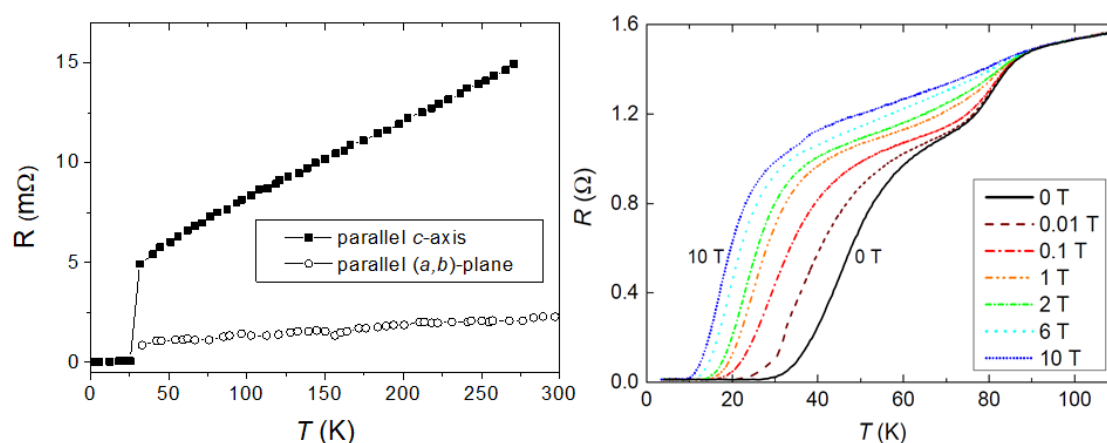 R (mΩ)
15
10
5
0
parallel c-axis
parallel (a,b)-plane
0 50 100 150 200 250 300
T (K)
R (Ω)
1.6
1.2
0.8
0.4
0.0
10 T
0 T
0 T
0.01 T
0.1 T
1 T
2 T
6 T
10 T
0 20 40 60 80 100
T (K)